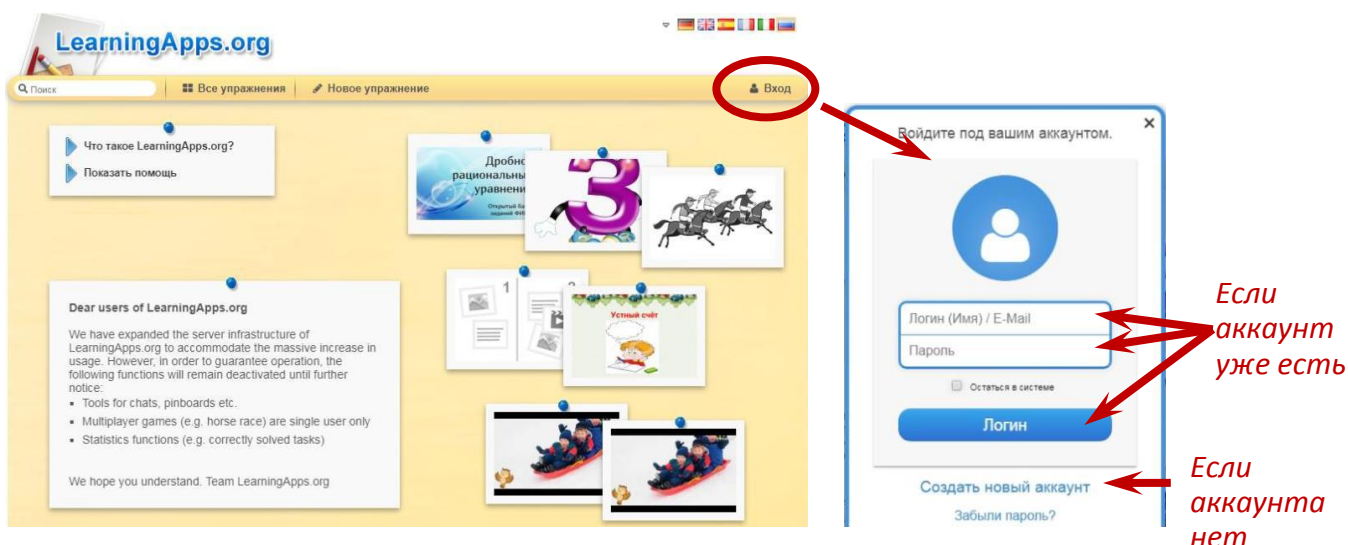 LearningApps.org
Поиск
Все упражнения
Новое упражнение
Вход
Что такое LearningApps.org?
Показать помощь
Дробно
рациональны
уравнени
Открытый Ба
заданий ФИ
3
1
2
Устный счёт
Dear users of LearningApps.org
We have expanded the server infrastructure of
LearningApps.org to accommodate the massive increase in
usage. However, in order to guarantee operation, the
following functions will remain deactivated until further
notice:
Tools for chats, pinboards etc.
Multiplayer games (e.g. horse race) are single user only
Statistics functions (e.g. correctly solved tasks)
We hope you understand. Team LearningApps.org
Войдите под вашим аккаунтом.
Логин (Имя) / E-Mail
Пароль
Остаться в системе
Логин
Создать новый аккаунт
Забыли пароль?
Если
аккаунт
уже есть
Если
аккаунта
нет